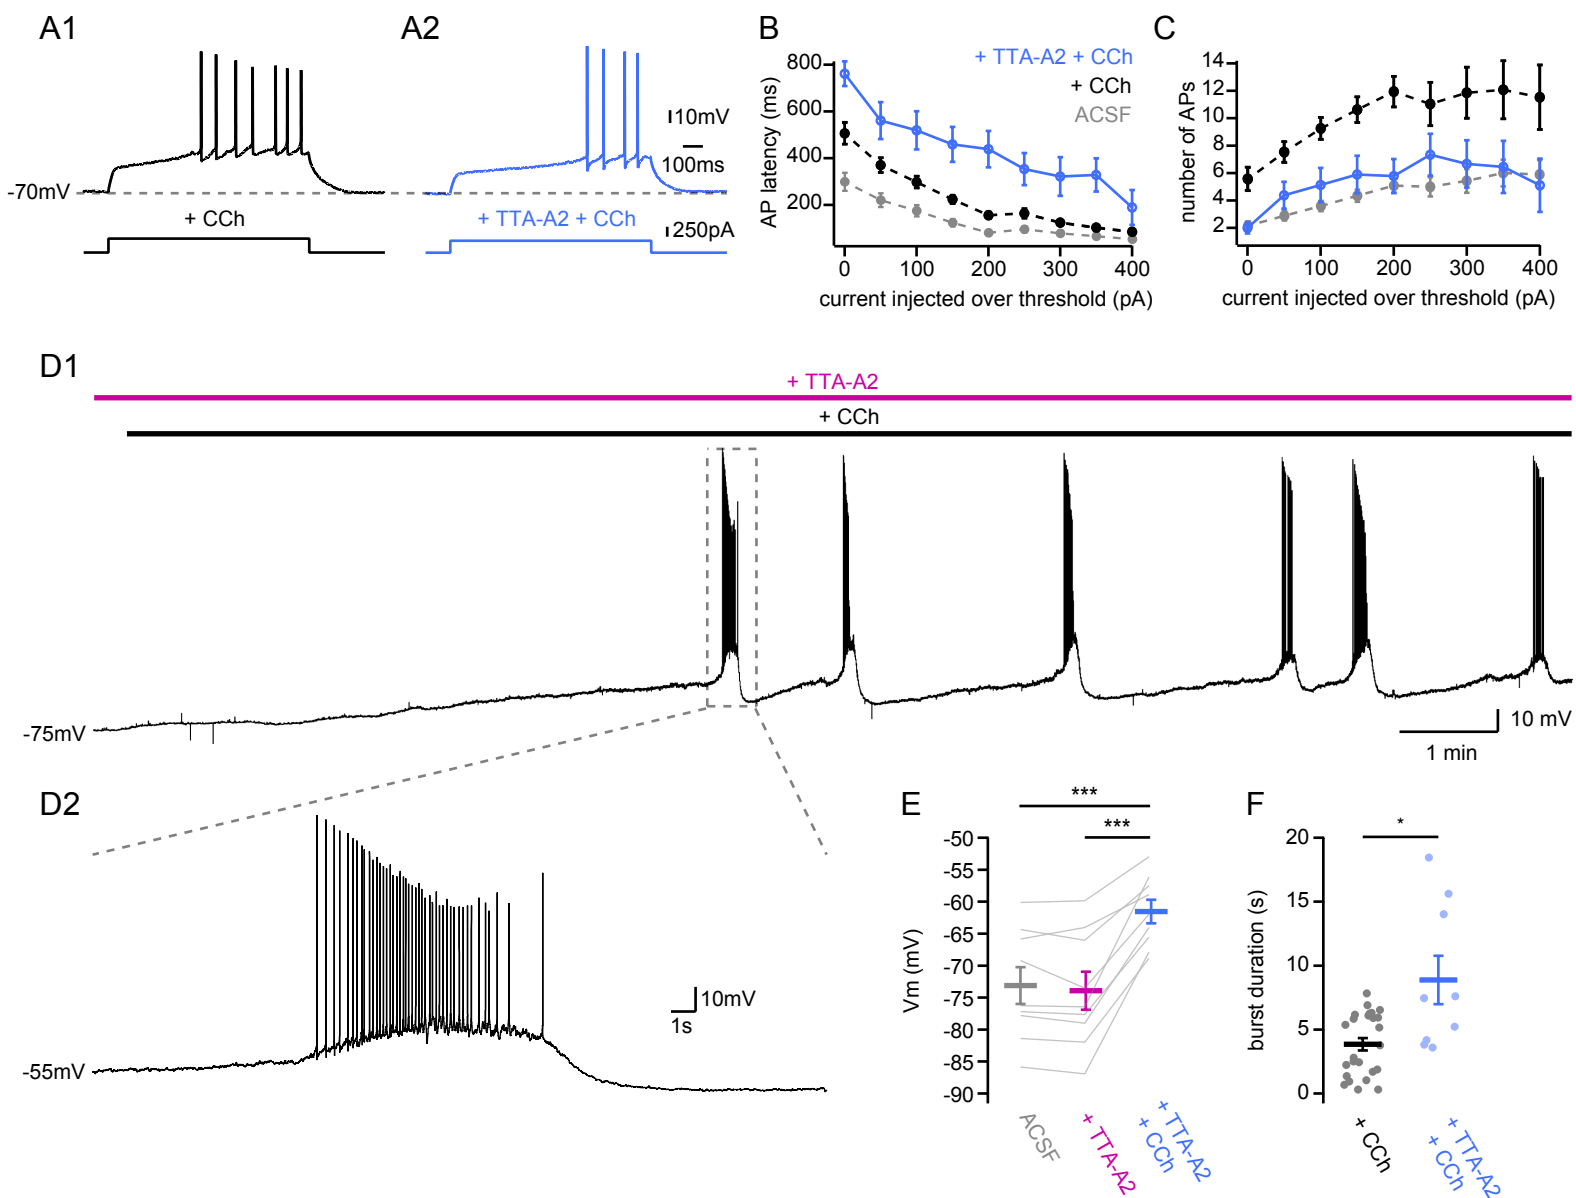 A1
A2
10mV
100ms
-70mV
+ CCh
+ TTA-A2 + CCh
250pA
B
+ TTA-A2 + CCh
+ CCh
ACSF
800
600
400
200
AP latency (ms)
0
100
200
300
400
current injected over threshold (pA)
C
14
12
10
8
6
4
2
number of APs
0
100
200
300
400
current injected over threshold (pA)
D1
+ TTA-A2
+ CCh
-75mV
10 mV
1 min
D2
10mV
1s
-55mV
E
***
***
-50
-55
-60
-65
-70
-75
-80
-85
-90
Vm (mV)
ACSF
+ TTA-A2
+ TTA-A2
+ CCh
F
*
20
15
10
5
0
burst duration (s)
+ CCh
+ TTA-A2
+ CCh